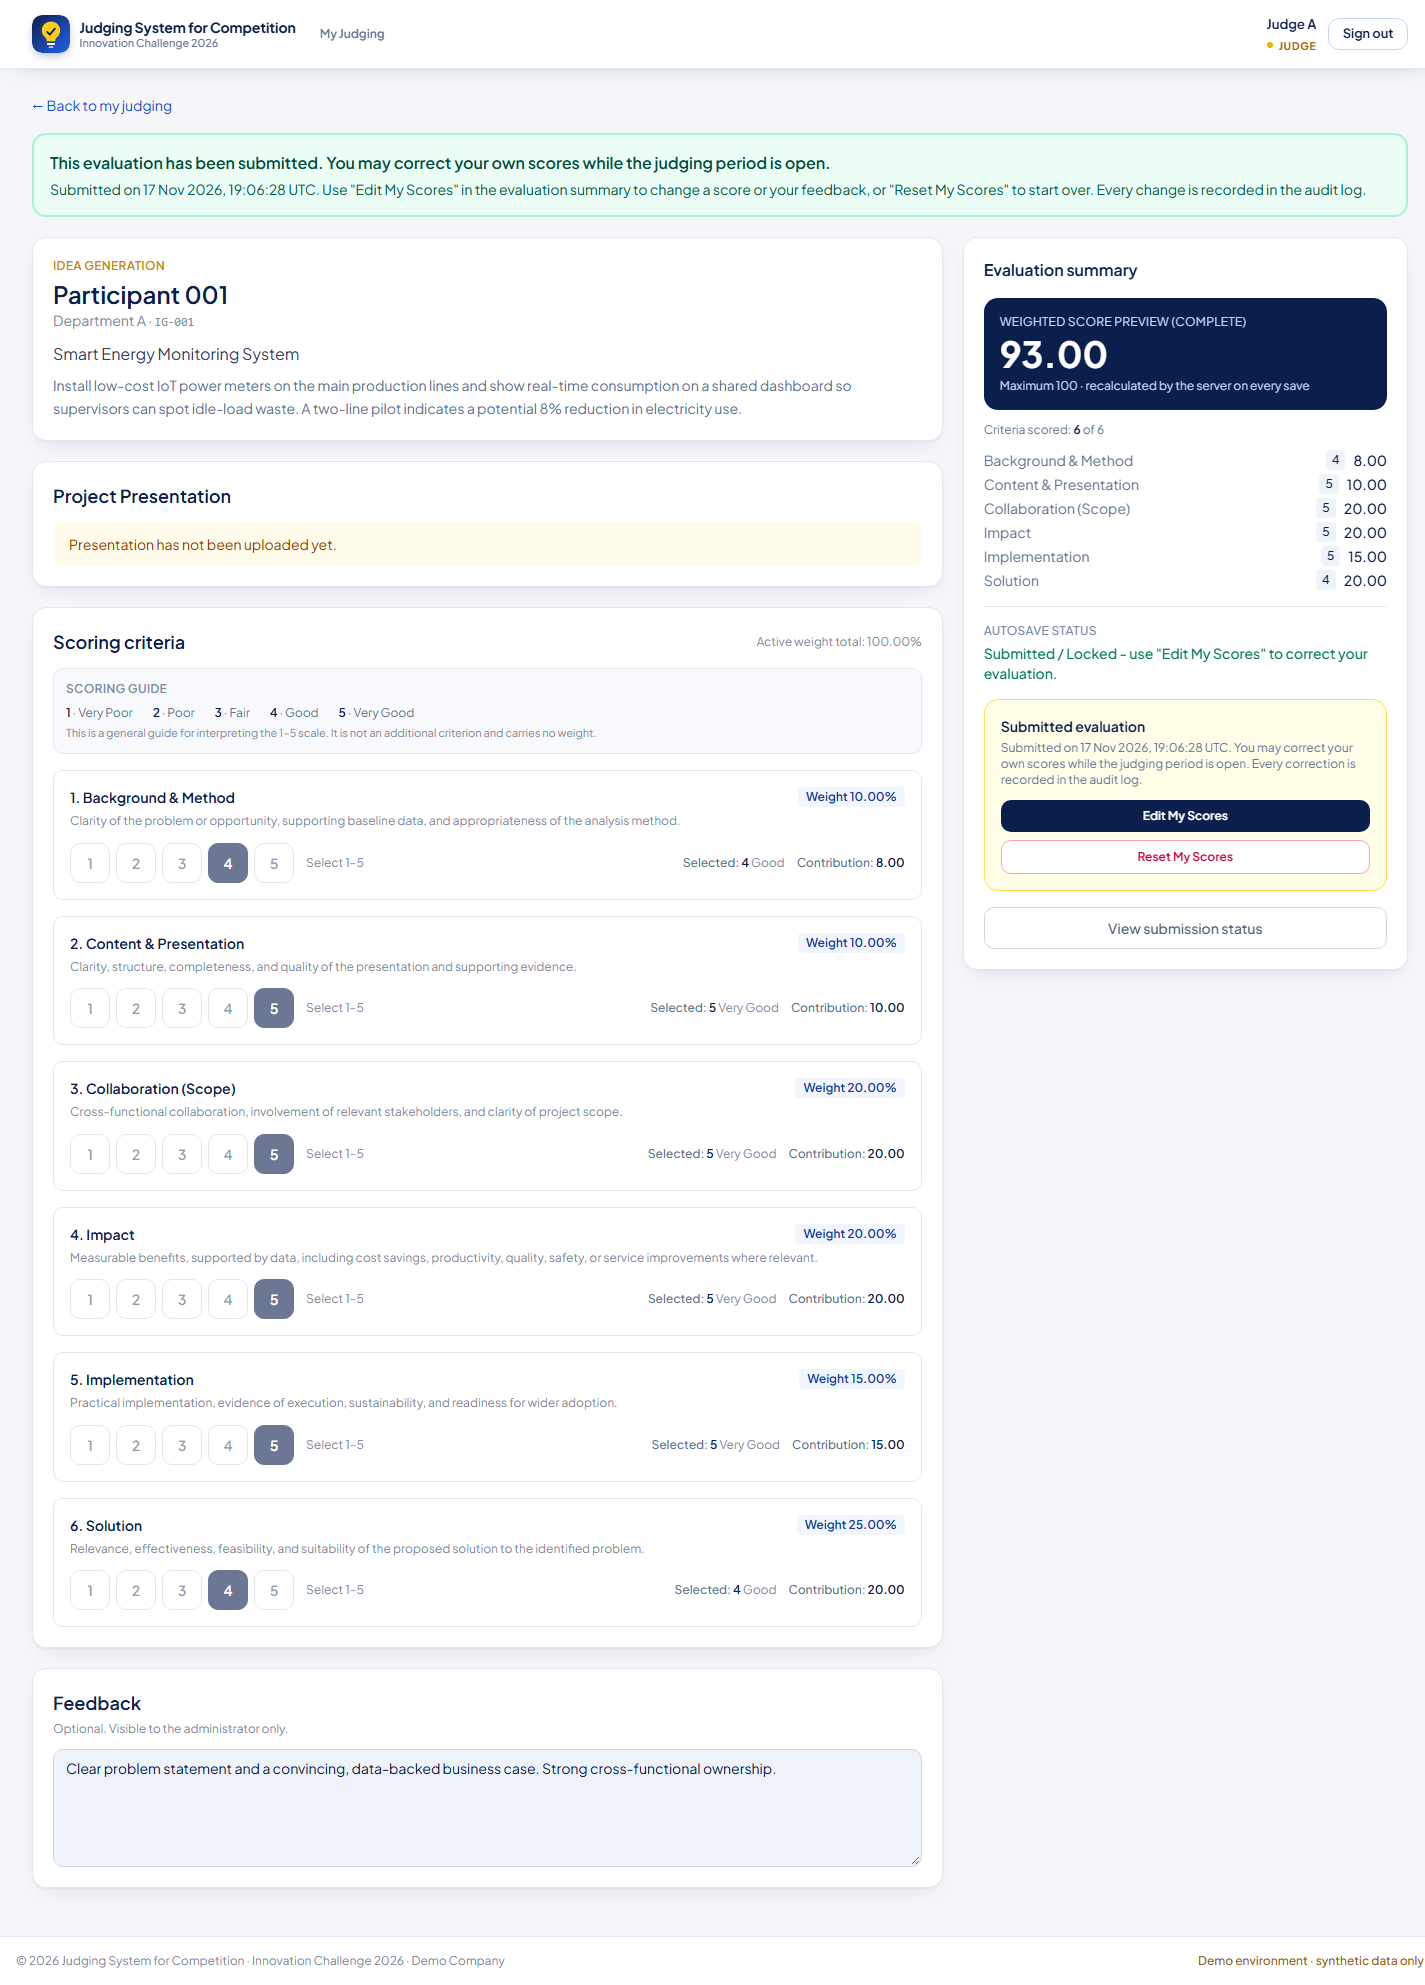 Judging System for Competition
Innovation Challenge 2026
My Judging
Judge A
JUDGE
Sign out
← Back to my judging
This evaluation has been submitted. You may correct your own scores while the judging period is open.
Submitted on 17 Nov 2026, 19:06:28 UTC. Use "Edit My Scores" in the evaluation summary to change a score or your feedback, or "Reset My Scores" to start over. Every change is recorded in the audit log.
IDEA GENERATION
Participant 001
Department A · IG-001
Smart Energy Monitoring System
Install low-cost IoT power meters on the main production lines and show real-time consumption on a shared dashboard so
supervisors can spot idle-load waste. A two-line pilot indicates a potential 8% reduction in electricity use.
Project Presentation
Presentation has not been uploaded yet.
Scoring criteria
Active weight total: 100.00%
SCORING GUIDE
1 · Very Poor 2 · Poor 3 · Fair 4 · Good 5 · Very Good
This is a general guide for interpreting the 1–5 scale. It is not an additional criterion and carries no weight.
1. Background & Method
Weight 10.00%
Clarity of the problem or opportunity, supporting baseline data, and appropriateness of the analysis method.
1 2 3 4 5 Select 1–5 Selected: 4 Good Contribution: 8.00
2. Content & Presentation
Weight 10.00%
Clarity, structure, completeness, and quality of the presentation and supporting evidence.
1 2 3 4 5 Select 1–5 Selected: 5 Very Good Contribution: 10.00
3. Collaboration (Scope)
Weight 20.00%
Cross-functional collaboration, involvement of relevant stakeholders, and clarity of project scope.
1 2 3 4 5 Select 1–5 Selected: 5 Very Good Contribution: 20.00
4. Impact
Weight 20.00%
Measurable benefits, supported by data, including cost savings, productivity, quality, safety, or service improvements where relevant.
1 2 3 4 5 Select 1–5 Selected: 5 Very Good Contribution: 20.00
5. Implementation
Weight 15.00%
Practical implementation, evidence of execution, sustainability, and readiness for wider adoption.
1 2 3 4 5 Select 1–5 Selected: 5 Very Good Contribution: 15.00
6. Solution
Weight 25.00%
Relevance, effectiveness, feasibility, and suitability of the proposed solution to the identified problem.
1 2 3 4 5 Select 1–5 Selected: 4 Good Contribution: 20.00
Feedback
Optional. Visible to the administrator only.
Clear problem statement and a convincing, data-backed business case. Strong cross-functional ownership.
Evaluation summary
WEIGHTED SCORE PREVIEW (COMPLETE)
93.00
Maximum 100 · recalculated by the server on every save
Criteria scored: 6 of 6
Background & Method 4 8.00
Content & Presentation 5 10.00
Collaboration (Scope) 5 20.00
Impact 5 20.00
Implementation 5 15.00
Solution 4 20.00
AUTOSAVE STATUS
Submitted / Locked - use "Edit My Scores" to correct your
evaluation.
Submitted evaluation
Submitted on 17 Nov 2026, 19:06:28 UTC. You may correct your
own scores while the judging period is open. Every correction is
recorded in the audit log.
Edit My Scores
Reset My Scores
View submission status
© 2026 Judging System for Competition · Innovation Challenge 2026 · Demo Company
Demo environment · synthetic data only